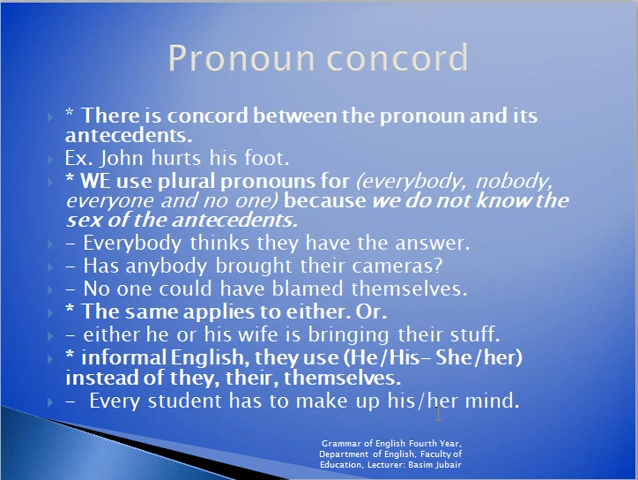 Pronoun concord
* There is concord between the pronoun and its
antecedents.
Ex. John hurts his foot.
* WE use plural pronouns for (everybody, nobody,
everyone and no one) because we do not know the
sex of the antecedents.
- Everybody thinks they have the answer.
- Has anybody brought their cameras?
- No one could have blamed themselves.
* The same applies to either. Or.
- either he or his wife is bringing their stuff.
* informal English, they use (He/His- She/her)
instead of they, their, themselves.
- Every student has to make up his/her mind.
Grammar of English Fourth Year,
Department of English, Faculty of
Education, Lecturer: Basim Jubair